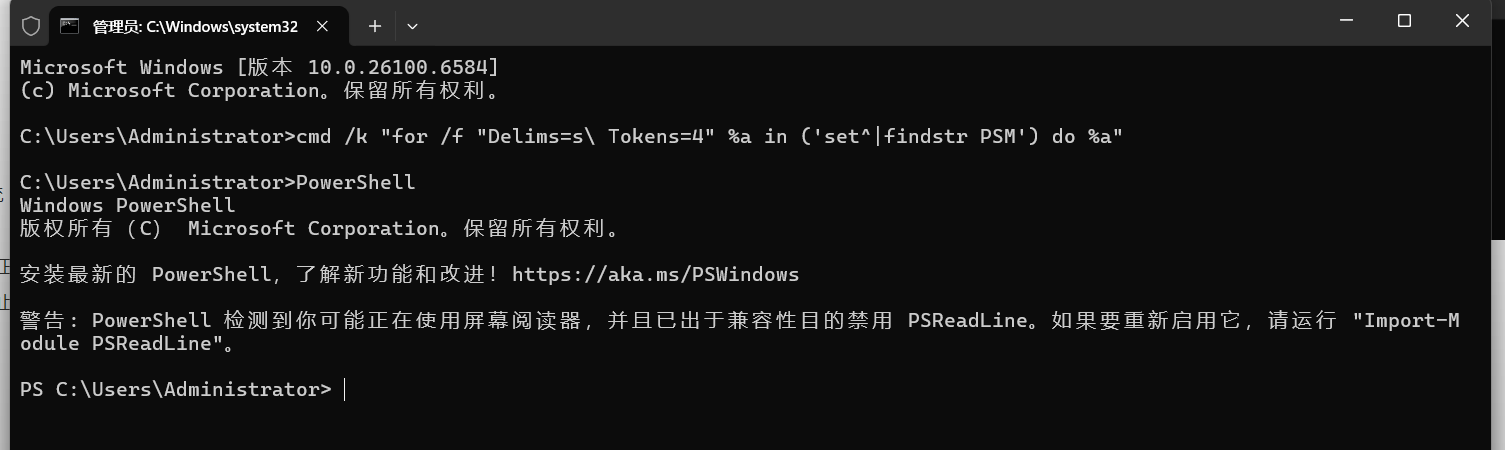 管理员: C:\Windows\system32
Microsoft Windows [版本 10.0.26100.6584]
(c) Microsoft Corporation。保留所有权利。
C:\Users\Administrator>cmd /k "for /f "Delims=s\ Tokens=4" %a in ('set^|findstr PSM') do %a"
C:\Users\Administrator>PowerShell
Windows PowerShell
版权所有（C） Microsoft Corporation。保留所有权利。
安装最新的 PowerShell，了解新功能和改进！https://aka.ms/PSWindows
警告: PowerShell 检测到你可能正在使用屏幕阅读器，并且已出于兼容性目的禁用 PSReadLine。如果要重新启用它，请运行 "Import-M
odule PSReadLine"。
PS C:\Users\Administrator>